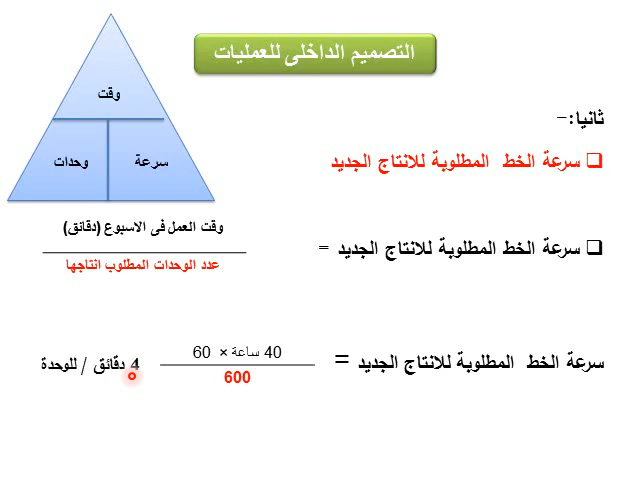 التصميم الداخلى للعمليات
وقت
سرعة
وحدات
ثانيا:-
❑ سرعة الخط المطلوبة للانتاج الجديد
❑ سرعة الخط المطلوبة للانتاج الجديد =
وقت العمل فى الاسبوع (دقائق)
عدد الوحدات المطلوب انتاجها
سرعة الخط المطلوبة للانتاج الجديد =
40 ساعة × 60
600
4 دقائق / للوحدة